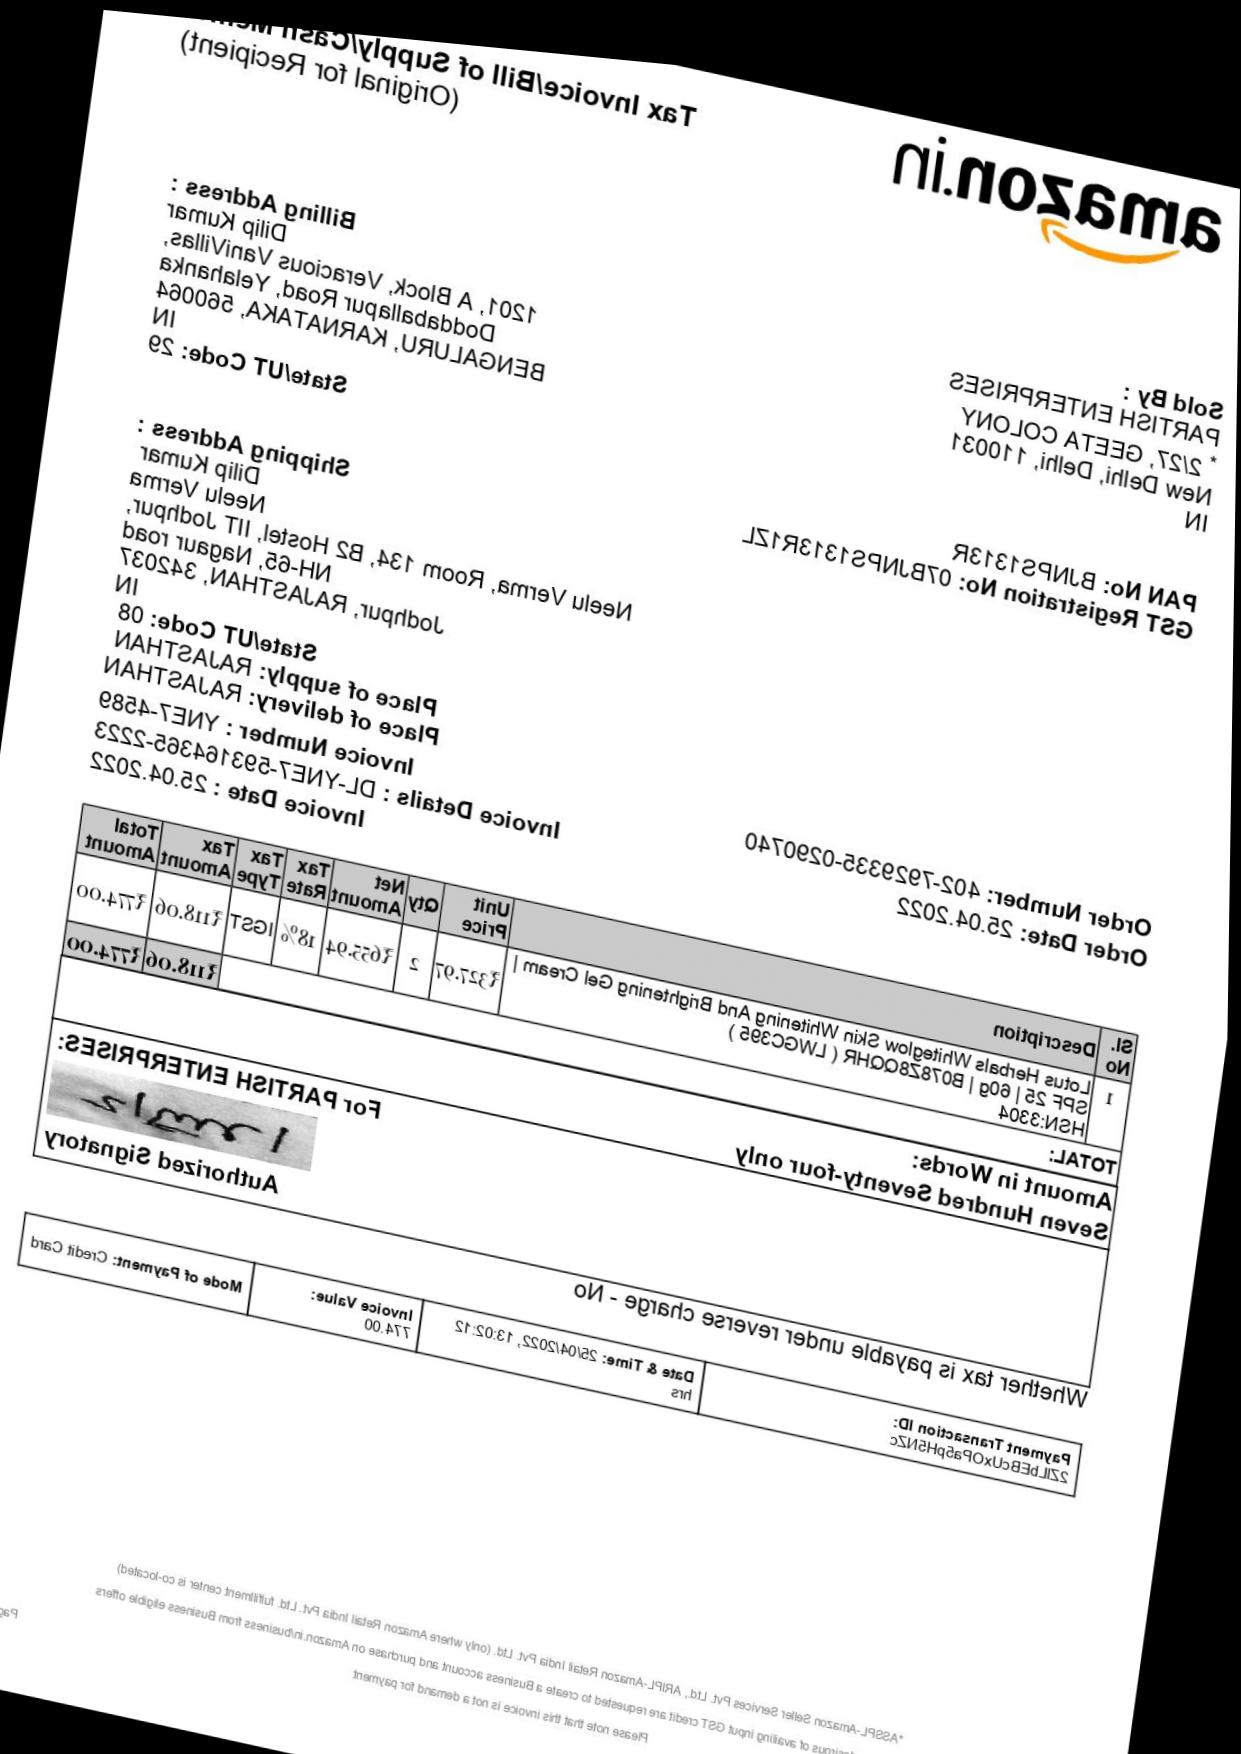 amazon.in
Tax Invoice/Bill of Supply/Cash
(Original for Recipient)
Sold By :
PARTISH ENTERPRISES
* 2/27, GEETA COLONY
New Delhi, Delhi, 110031
IN
PAN No: BJNPS1313R
GST Registration No: 07BJNPS1313R1ZL
Billing Address :
Dilip Kumar
1201, A Block, Veracious VaniVillas,
Doddaballapur Road, Yelahanka
BENGALURU, KARNATAKA, 560064
IN
State/UT Code: 29
Shipping Address :
Dilip Kumar
Neelu Verma
Neelu Verma, Room 134, B2 Hostel, IIT Jodhpur,
NH-65, Nagaur road
Jodhpur, RAJASTHAN, 342037
IN
State/UT Code: 08
Place of supply: RAJASTHAN
Place of delivery: RAJASTHAN
Order Number: 402-7929335-0290740
Order Date: 25.04.2022
Invoice Number : YNE7-4589
Invoice Details : DL-YNE7-593164365-2223
Invoice Date : 25.04.2022
Sl. No Description Unit Price Qty Net Amount Tax Rate Tax Type Tax Amount Total Amount
1 Lotus Herbals Whiteglow Skin Whitening And Brightening Gel Cream | ₹327.97 2 ₹655.94 18% IGST ₹118.06 ₹774.00
SPF 25 | 60g | B078Z8QQHR ( LWGC395 )
HSN:3304
TOTAL: ₹118.06 ₹774.00
Amount in Words:
Seven Hundred Seventy-four only
For PARTISH ENTERPRISES:
Authorized Signatory
Whether tax is payable under reverse charge - No
Payment Transaction ID:
2ZILbEBcUxOPa5pH5NZc
Date & Time: 25/04/2022, 13:02:12
hrs
Invoice Value:
774.00
Mode of Payment: Credit Card
*ASSPL-Amazon Seller Services Pvt. Ltd., ARIPL-Amazon Retail India Pvt. Ltd. (only where Amazon Retail India Pvt. Ltd. fulfillment center is co-located)
of availing input GST credit are requested to create a Business account and purchase on Amazon.in/business from Business eligible offers
Please note that this invoice is not a demand for payment